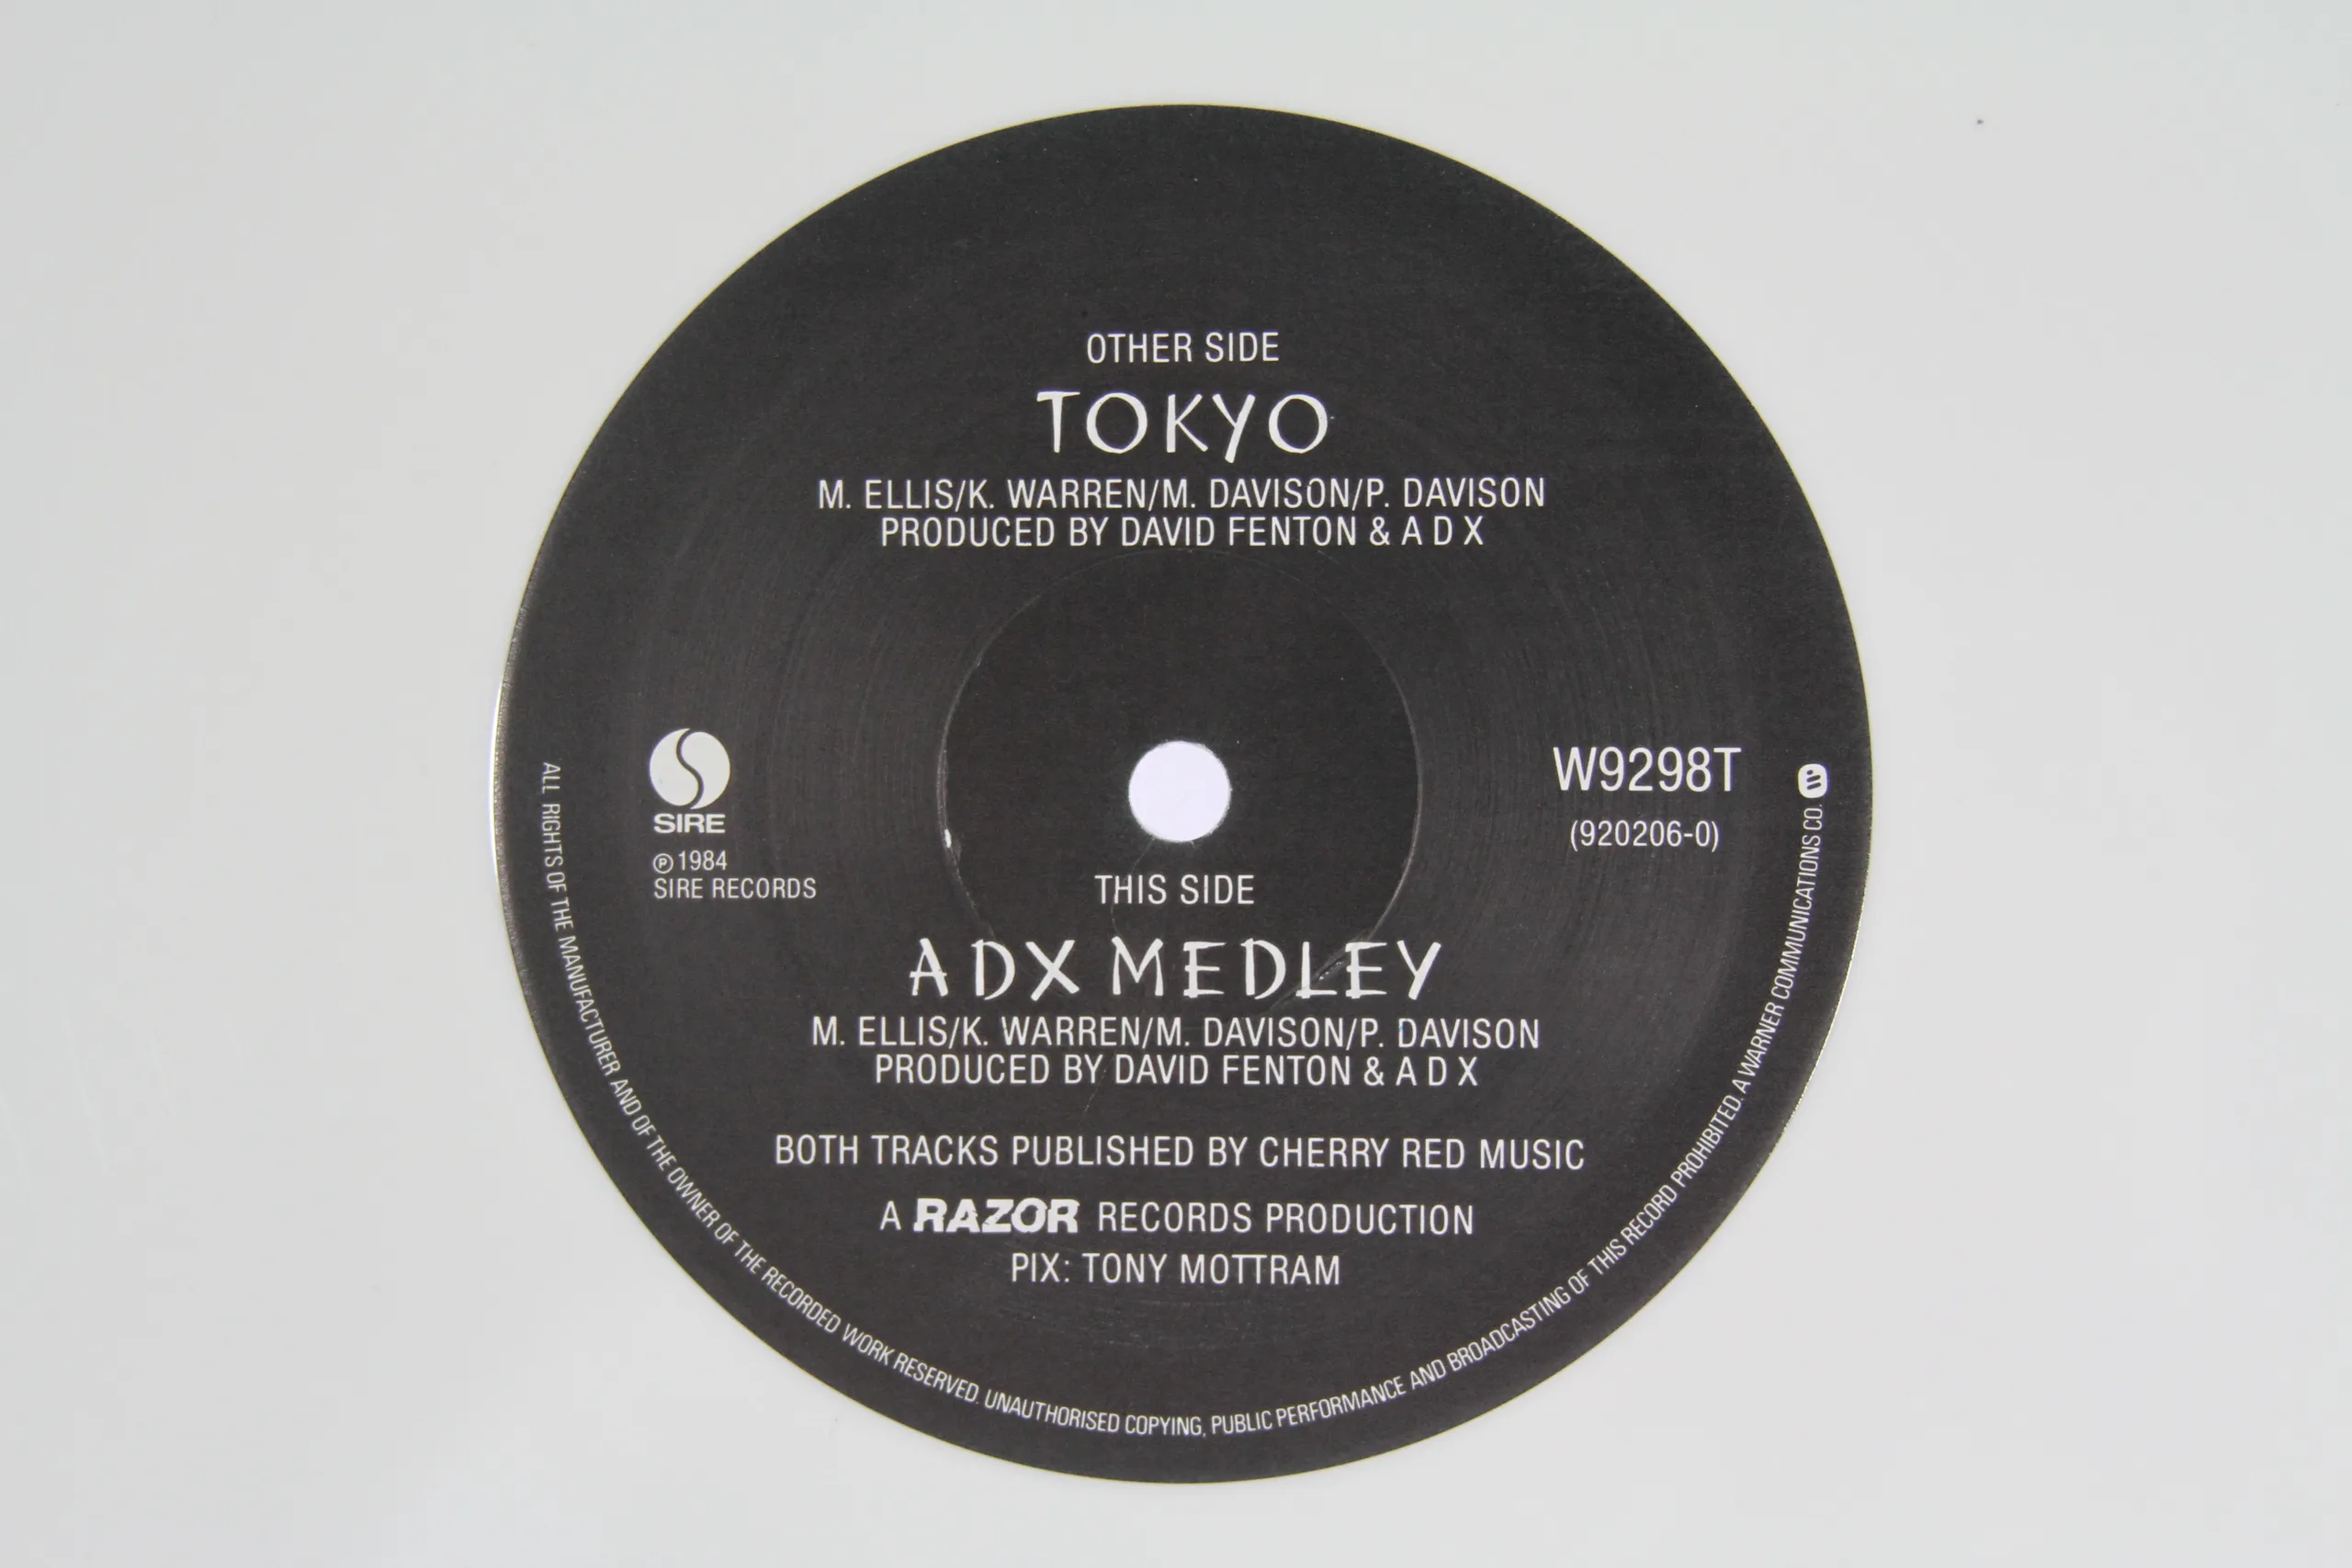 OTHER SIDE
TOKYO
M. ELLIS/K. WARREN/M. DAVISON/P. DAVISON
PRODUCED BY DAVID FENTON & A D X
SIRE
℗ 1984
SIRE RECORDS
W9298T
(920206-0)
THIS SIDE
ADX MEDLEY
M. ELLIS/K. WARREN/M. DAVISON/P. DAVISON
PRODUCED BY DAVID FENTON & A D X
BOTH TRACKS PUBLISHED BY CHERRY RED MUSIC
A RAZOR RECORDS PRODUCTION
PIX: TONY MOTTRAM
ALL RIGHTS OF THE MANUFACTURER AND OF THE OWNER OF THE RECORDED WORK RESERVED. UNAUTHORISED COPYING, PUBLIC PERFORMANCE AND BROADCASTING OF THIS RECORD PROHIBITED. A WARNER COMMUNICATIONS CO.